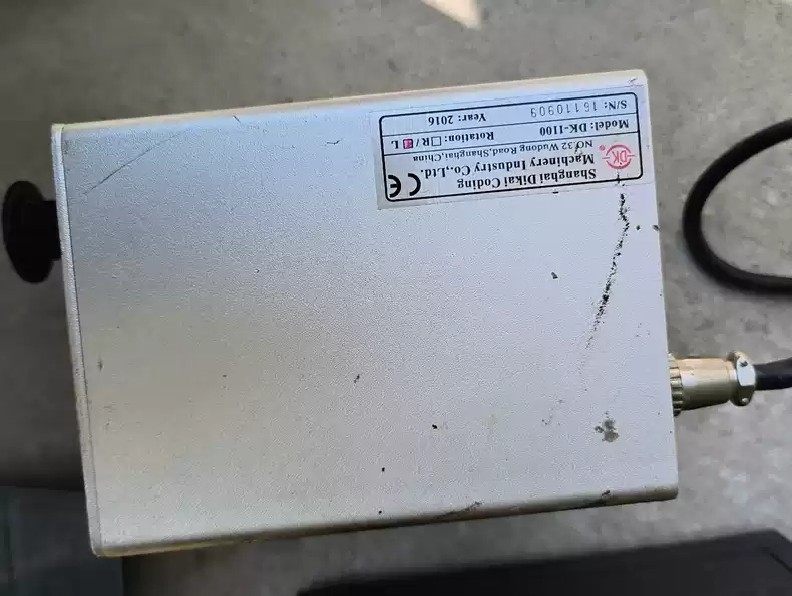 DK ®
Shanghai Dikai Coding
Machinery Industry Co.,Ltd.
CE
NO.32 Wudong Road,Shanghai,China
Model: DK-1100 Rotation: R/ L
S/N: 16110909 Year: 2016